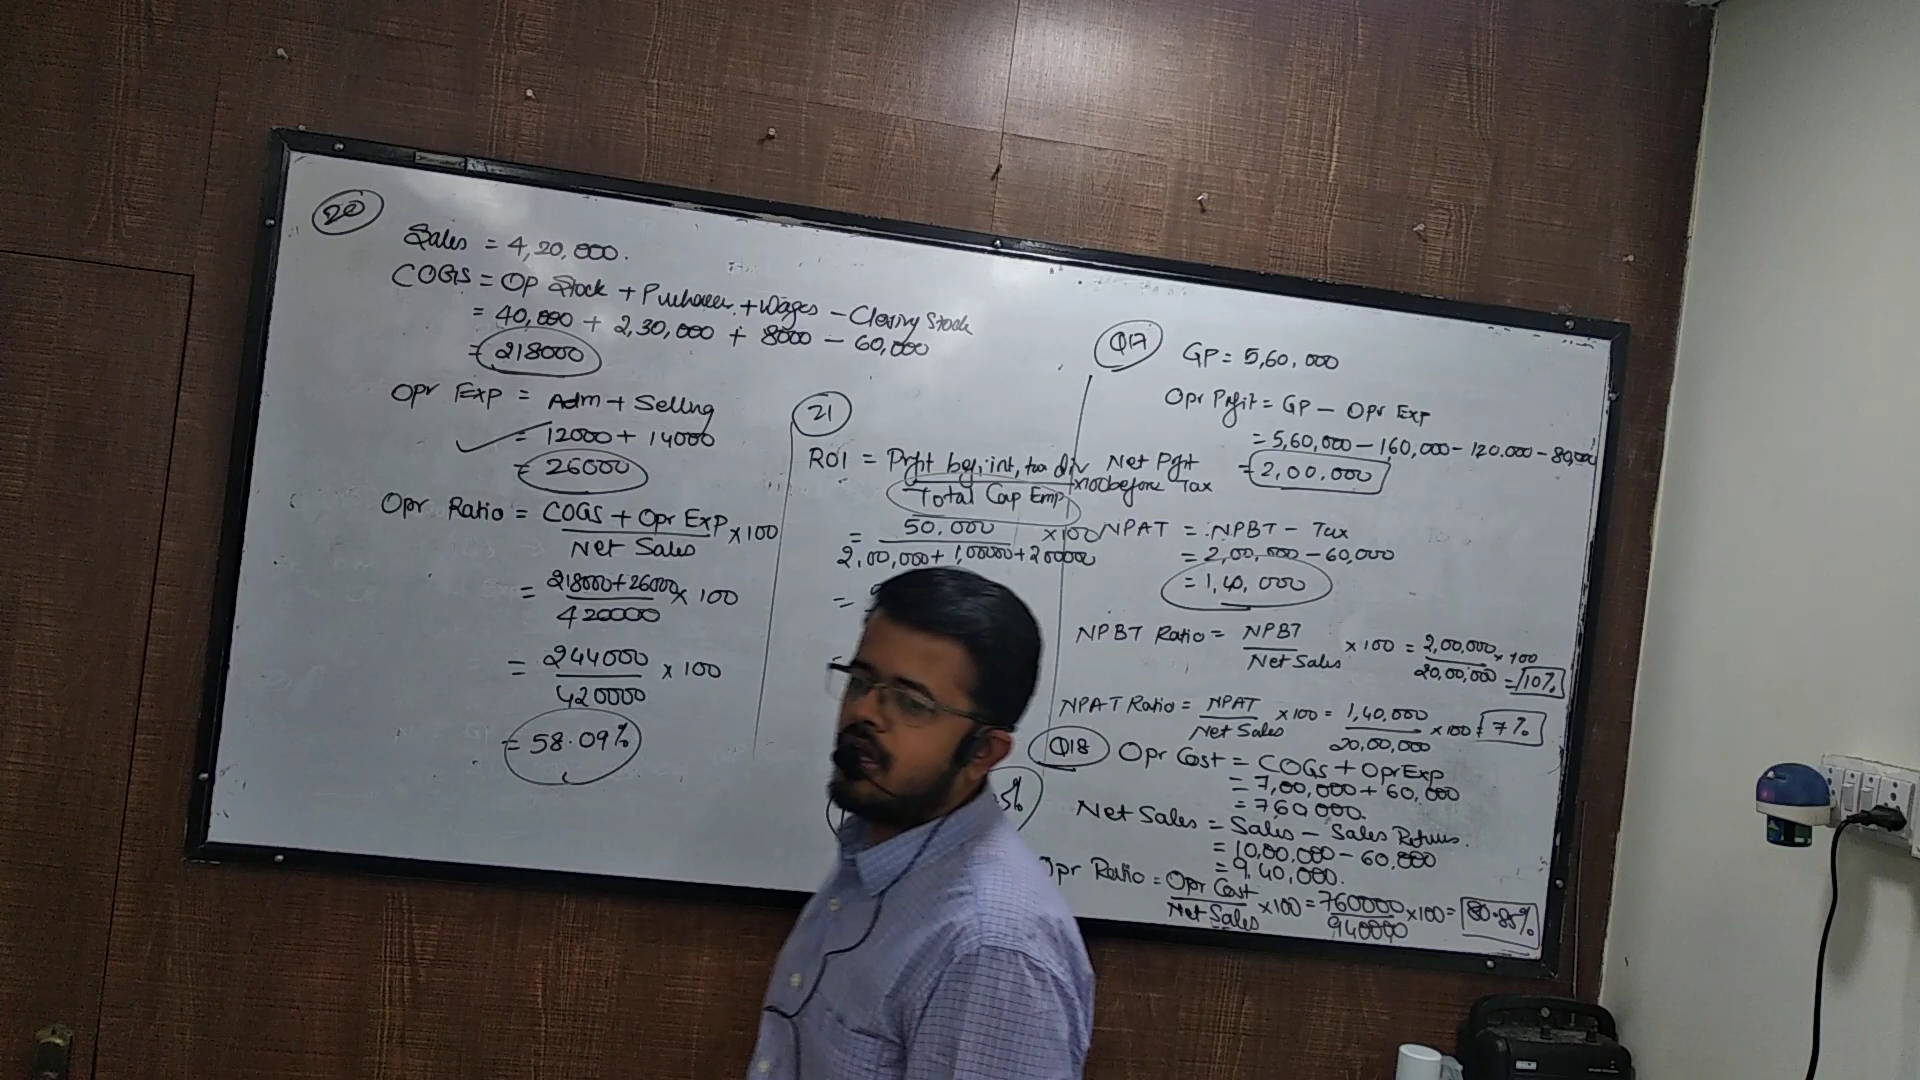 20
Sales = 4,20,000.
COGS = Op Stock + Purchases + Wages - Closing Stock
= 40,000 + 2,30,000 + 8000 - 60,000
= 218000
Opr Exp = Adm + Selling
= 12000 + 14000
= 26000
Opr Ratio = COGS + Opr Exp × 100
Net Sales
= 218000 + 26000 × 100
420000
= 244000 × 100
420000
= 58.09%
21
ROI = Profit bef. int, tax div × 100
Total Cap Emp
= 50,000 × 100
2,00,000 + 1,00000 + 200000
=
5%
Q17
GP = 5,60,000
Opr Profit = GP - Opr Exp
= 5,60,000 - 160,000 - 120.000 - 80,000
Net Pft before Tax = 2,00,000
NPAT = NPBT - Tax
= 2,00,000 - 60,000
= 1,40,000
NPBT Ratio = NPBT × 100 = 2,00,000 × 100
Net Sales 20,00,000 = 10%
NPAT Ratio = NPAT × 100 = 1,40,000 × 100 = 7%
Net Sales 20,00,000
Q18
Opr Cost = COGS + Opr Exp
= 7,00,000 + 60,000
= 760000.
Net Sales = Sales - Sales Return.
= 10,00,000 - 60,000
= 9,40,000.
Opr Ratio = Opr Cost × 100 = 760000 × 100 = 80.85%
Net Sales 940000